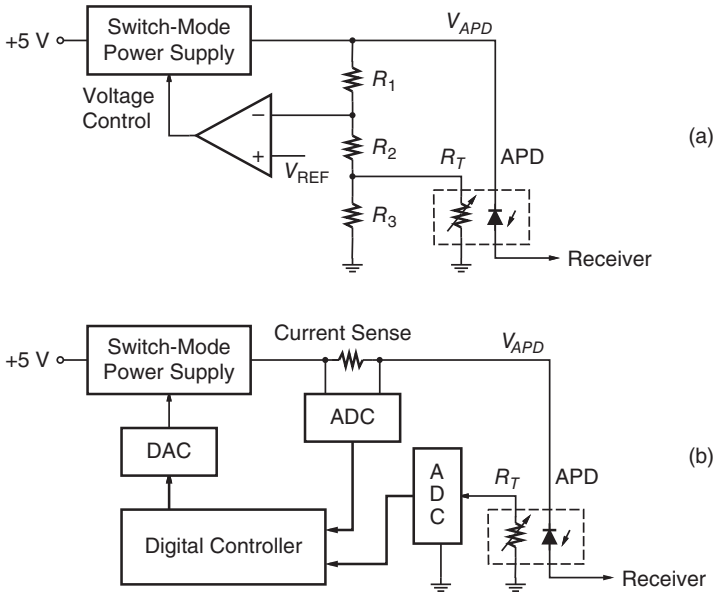 Switch-Mode
Power Supply
+5 V
V_APD
Voltage
Control
R_1
−
+
V_REF
R_2
R_3
R_T
APD
Receiver
(a)
Switch-Mode
Power Supply
+5 V
Current Sense
V_APD
ADC
DAC
A
D
C
R_T
APD
Digital Controller
Receiver
(b)